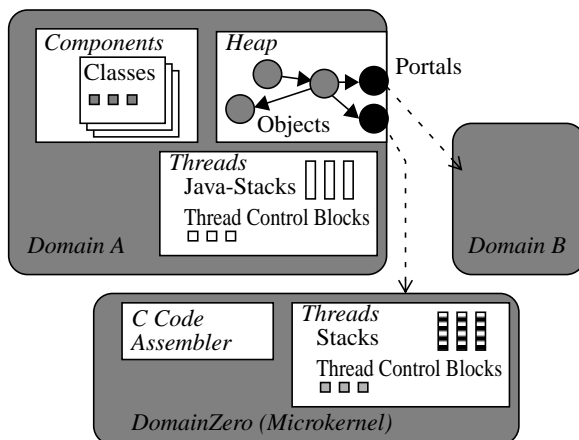 Components
Classes
Heap
Objects
Portals
Threads
Java-Stacks
Thread Control Blocks
Domain A
Domain B
C Code
Assembler
Threads
Stacks
Thread Control Blocks
DomainZero (Microkernel)